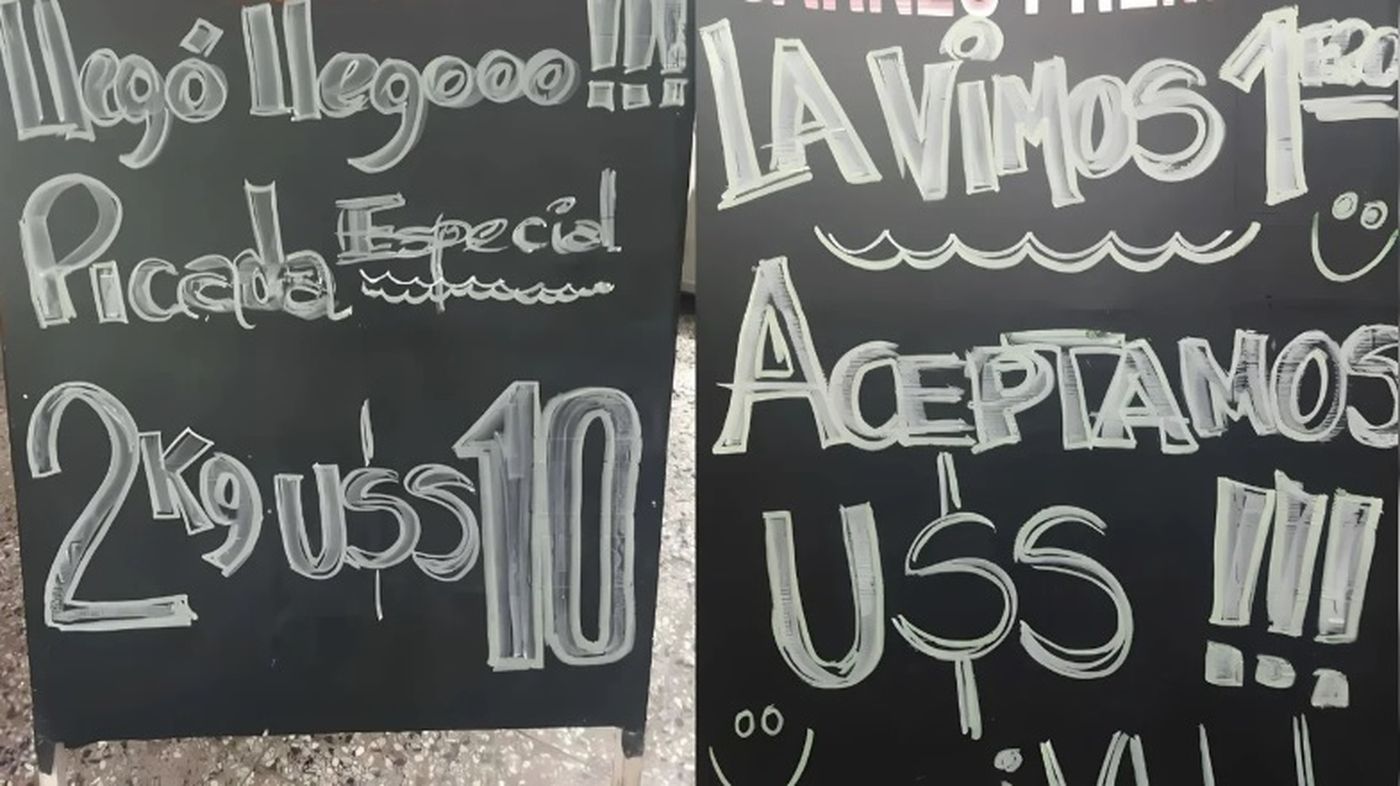 llegó llegooo!!!
Picada Especial
2Kg U$S 10
LA ViMOS 1ERO
ACEPTAMOS
U$S !!!